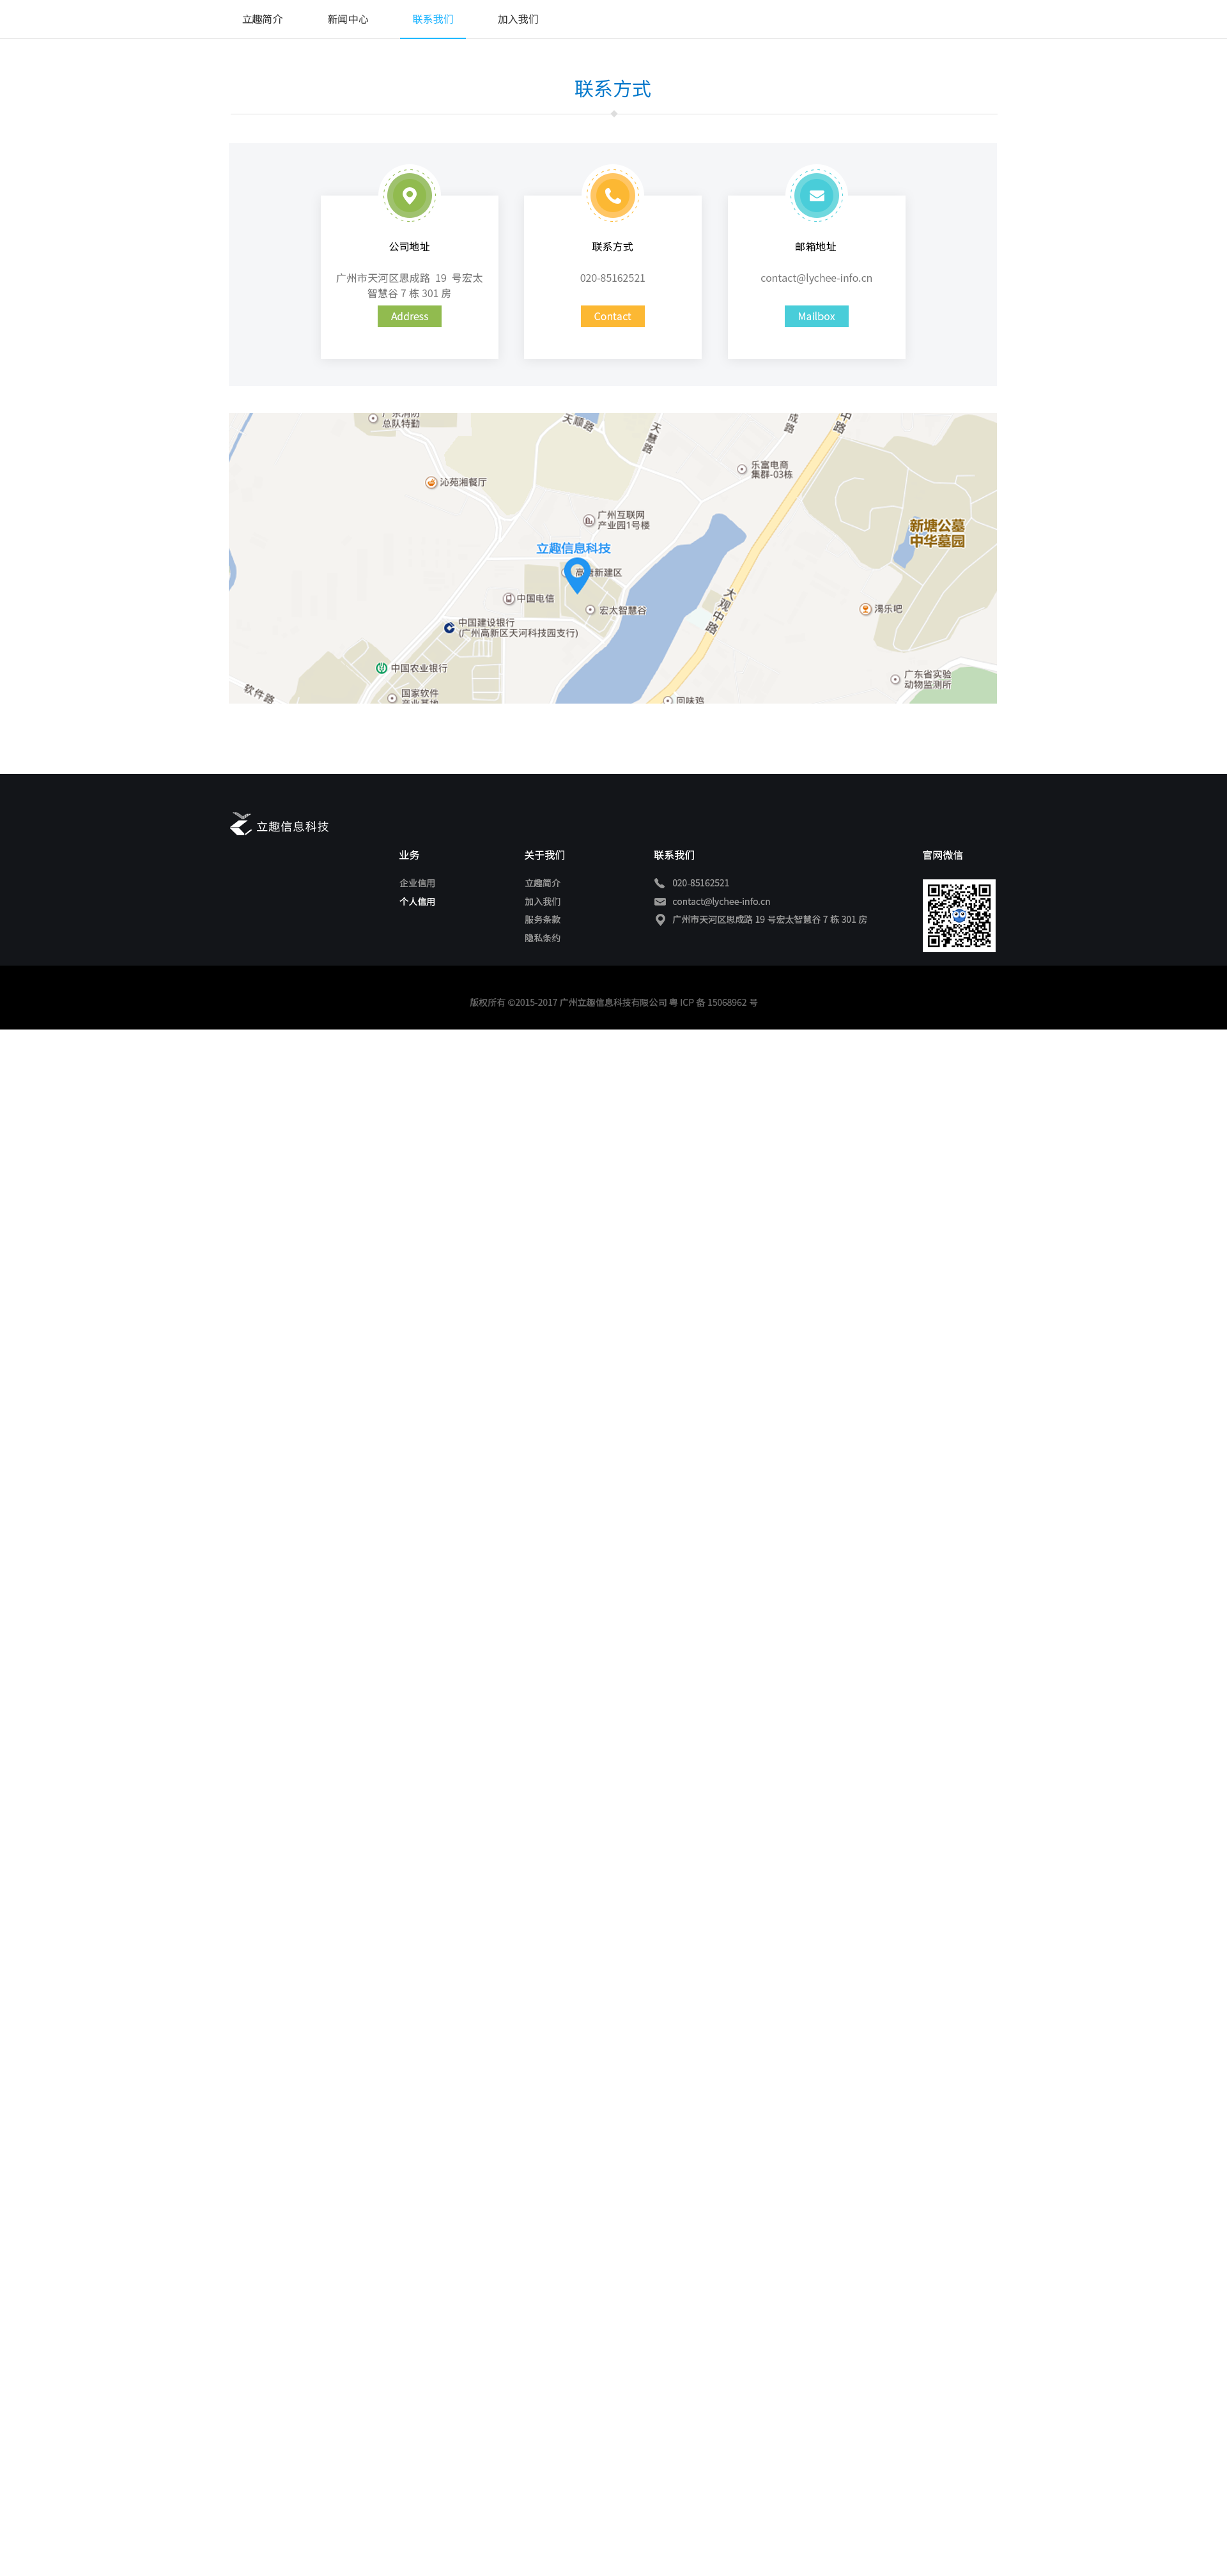 立趣简介
新闻中心
联系我们
加入我们
联系方式
公司地址
广州市天河区思成路 19 号宏太
智慧谷 7 栋 301 房
Address
联系方式
020-85162521
Contact
邮箱地址
contact@lychee-info.cn
Mailbox
广东消防
总队特勤
天顺路
天慧路
成路
中路
乐富电商
集群-03栋
沁苑湘餐厅
广州互联网
产业园1号楼
新塘公墓
中华墓园
立趣信息科技
高塘新建区
中国电信
宏太智慧谷
大观中路
中国建设银行
(广州高新区天河科技园支行)
中国农业银行
广东省实验
动物监测所
软件路
国家软件
产业基地
回味鸡
立趣信息科技
业务
企业信用
个人信用
关于我们
立趣简介
加入我们
服务条款
隐私条约
联系我们
020-85162521
contact@lychee-info.cn
广州市天河区思成路 19 号宏太智慧谷 7 栋 301 房
官网微信
版权所有 ©2015-2017 广州立趣信息科技有限公司 粤 ICP 备 15068962 号